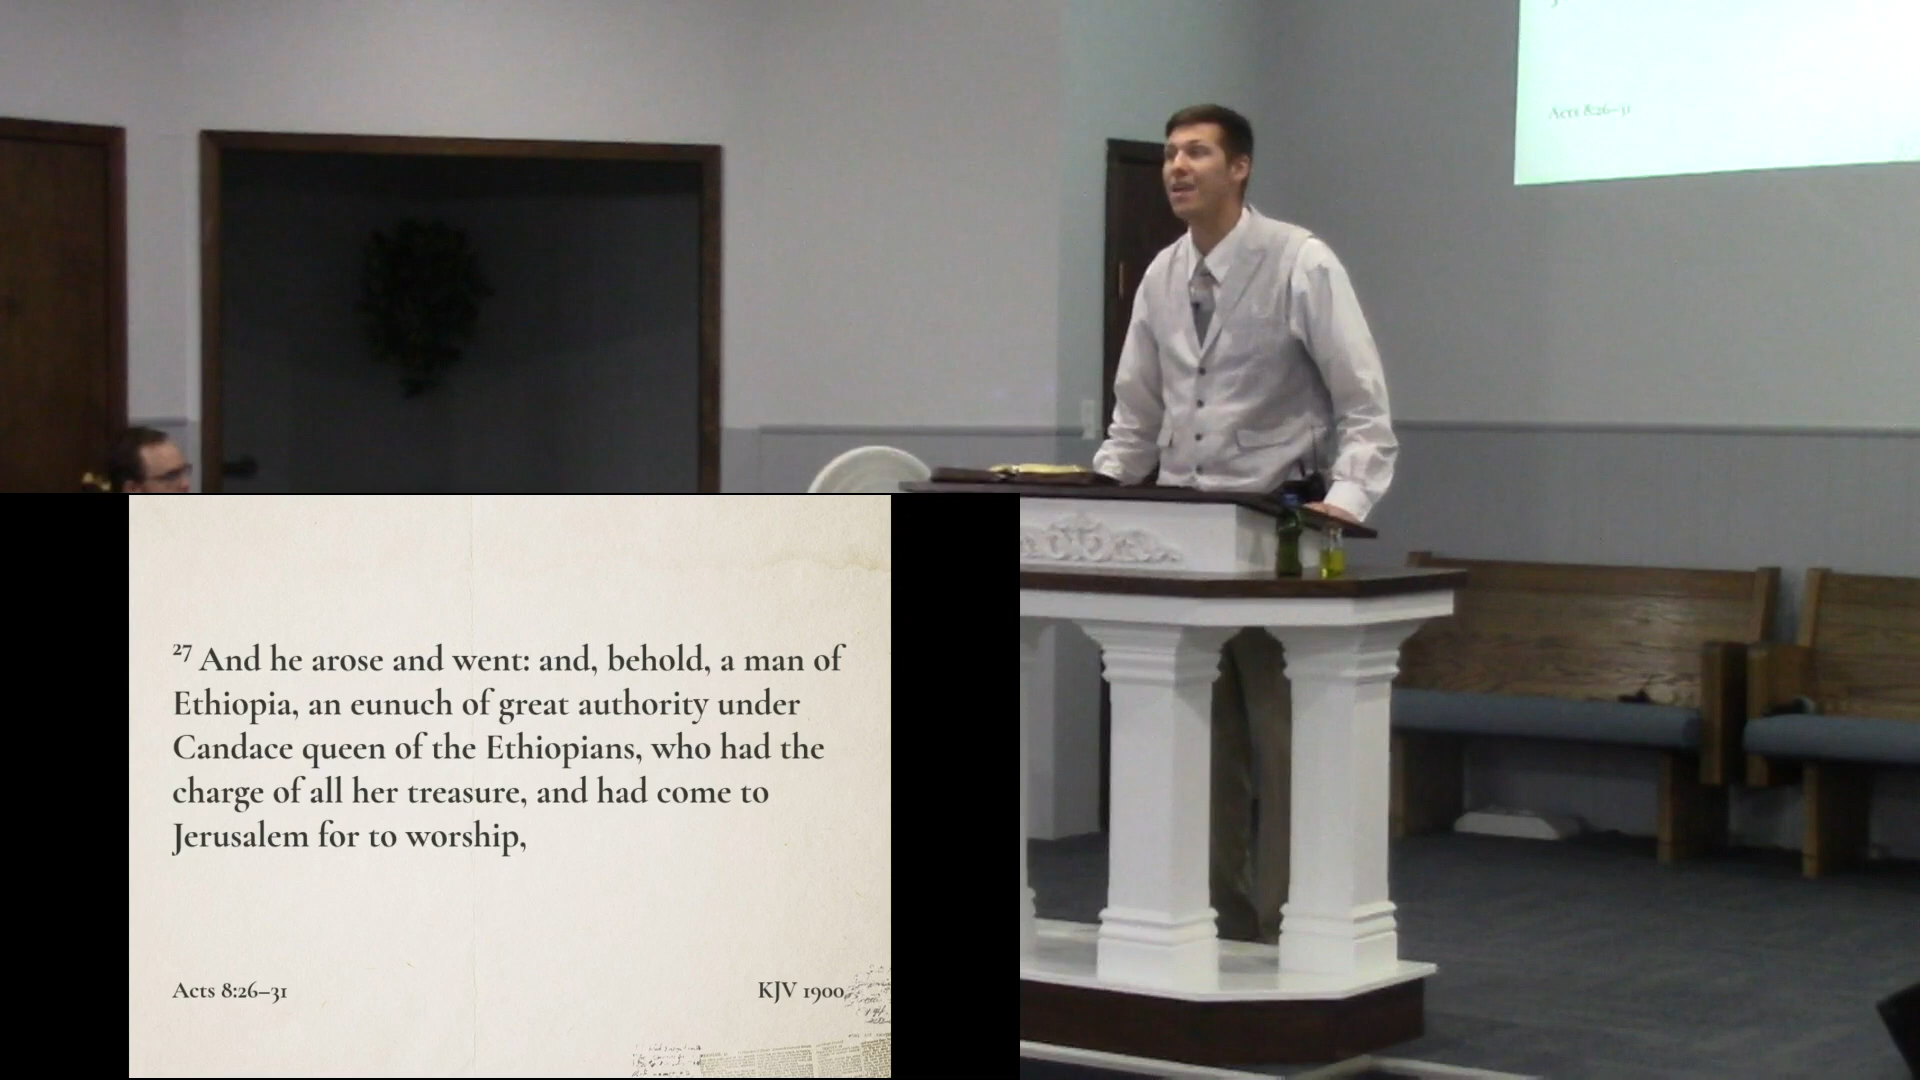 Acts 8:26–31
27 And he arose and went: and, behold, a man of
Ethiopia, an eunuch of great authority under
Candace queen of the Ethiopians, who had the
charge of all her treasure, and had come to
Jerusalem for to worship,
Acts 8:26–31
KJV 1900